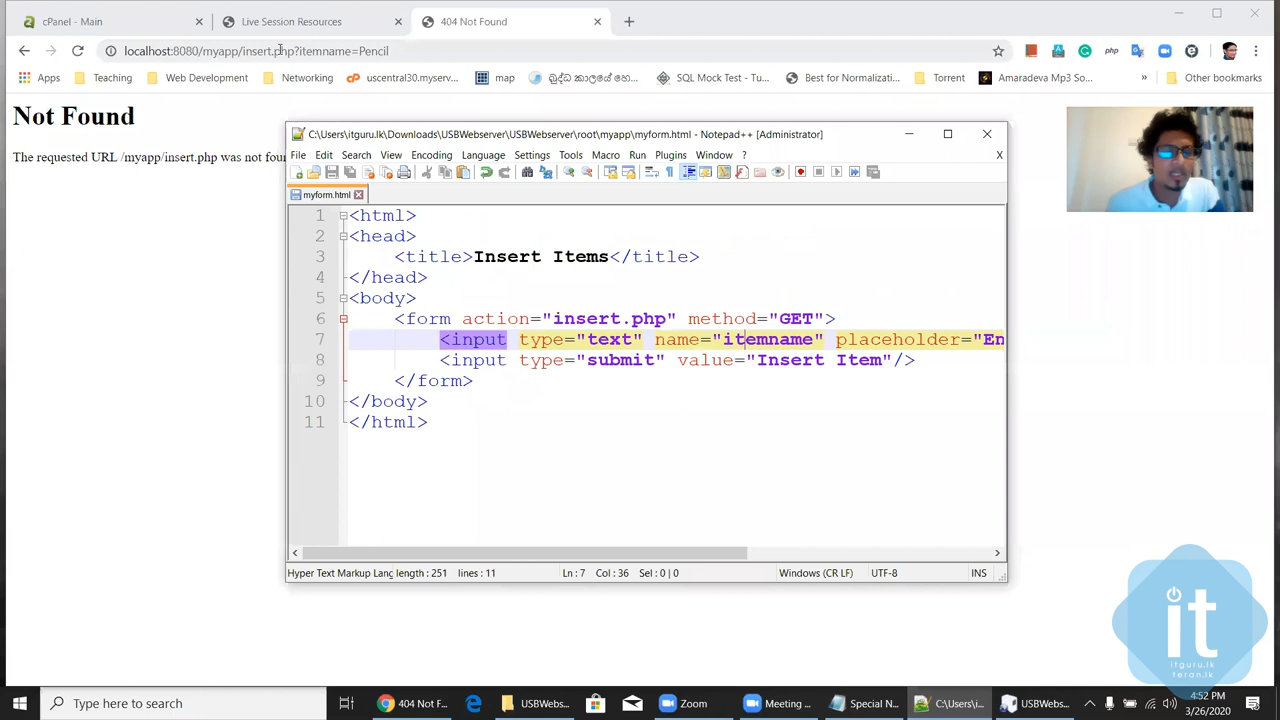 cPanel - Main
Live Session Resources
404 Not Found
localhost:8080/myapp/insert.php?itemname=Pencil
php
Apps
Teaching
Web Development
Networking
uscentral30.myserv...
map
බුද්ධ කාලයේ හෙ...
SQL Mock Test - Tu...
Best for Normalizati...
Torrent
Amaradeva Mp3 So...
»
Other bookmarks
Not Found
The requested URL /myapp/insert.php was not foun
C:\Users\itguru.lk\Downloads\USBWebserver\USBWebserver\root\myapp\myform.html - Notepad++ [Administrator]
File Edit Search View Encoding Language Settings Tools Macro Run Plugins Window ? X
myform.html
1 <html>
2 <head>
3 <title>Insert Items</title>
4 </head>
5 <body>
6 <form action="insert.php" method="GET">
7 <input type="text" name="itemname" placeholder="En
8 <input type="submit" value="Insert Item"/>
9 </form>
10 </body>
11 </html>
Hyper Text Markup Lang length : 251 lines : 11 Ln : 7 Col : 36 Sel : 0 | 0 Windows (CR LF) UTF-8 INS
it
itguru.lk
teran.lk
Type here to search
404 Not F...
USBWebs...
Zoom
Meeting ...
Special N...
C:\Users\i...
USBWebs...
4:52 PM
3/26/2020